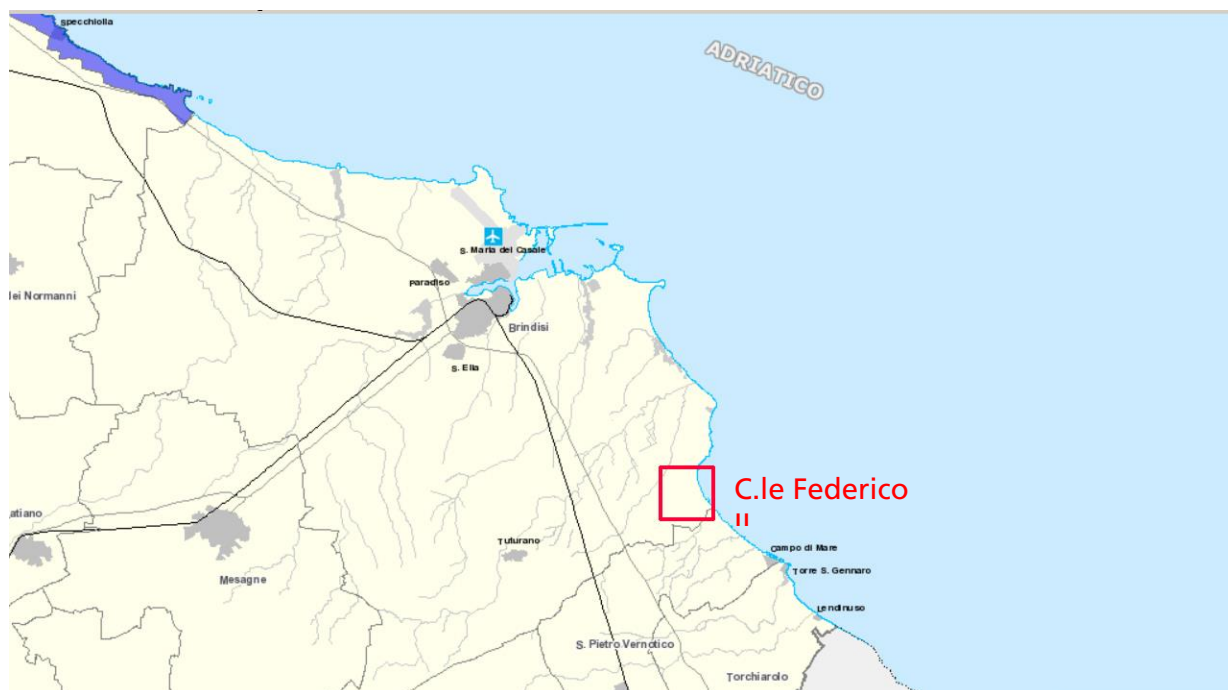 Specchiolla
ADRIATICO
S. Maria del Casale
Paradiso
lei Normanni
Brindisi
S. Elia
C.le Federico
II
atiano
Tuturano
Campo di Mare
Torre S. Gennaro
Mesagne
Lendinuso
S. Pietro Vernotico
Torchiarolo